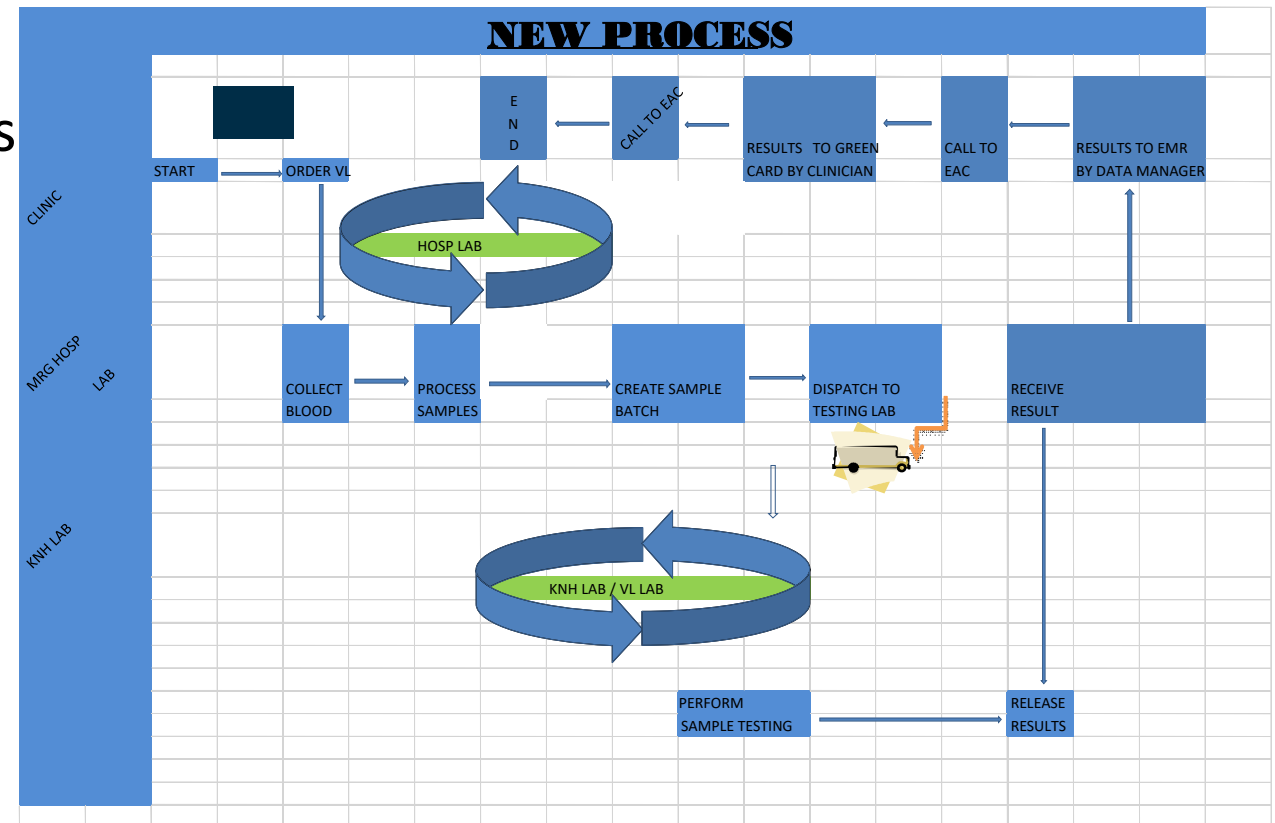 NEW PROCESS
S
E
N
D
CALL TO EAC
RESULTS TO GREEN
CARD BY CLINICIAN
CALL TO
EAC
RESULTS TO EMR
BY DATA MANAGER
START
ORDER VL
CLINIC
HOSP LAB
MRG HOSP
LAB
COLLECT
BLOOD
PROCESS
SAMPLES
CREATE SAMPLE
BATCH
DISPATCH TO
TESTING LAB
RECEIVE
RESULT
KNH LAB
KNH LAB / VL LAB
PERFORM
SAMPLE TESTING
RELEASE
RESULTS